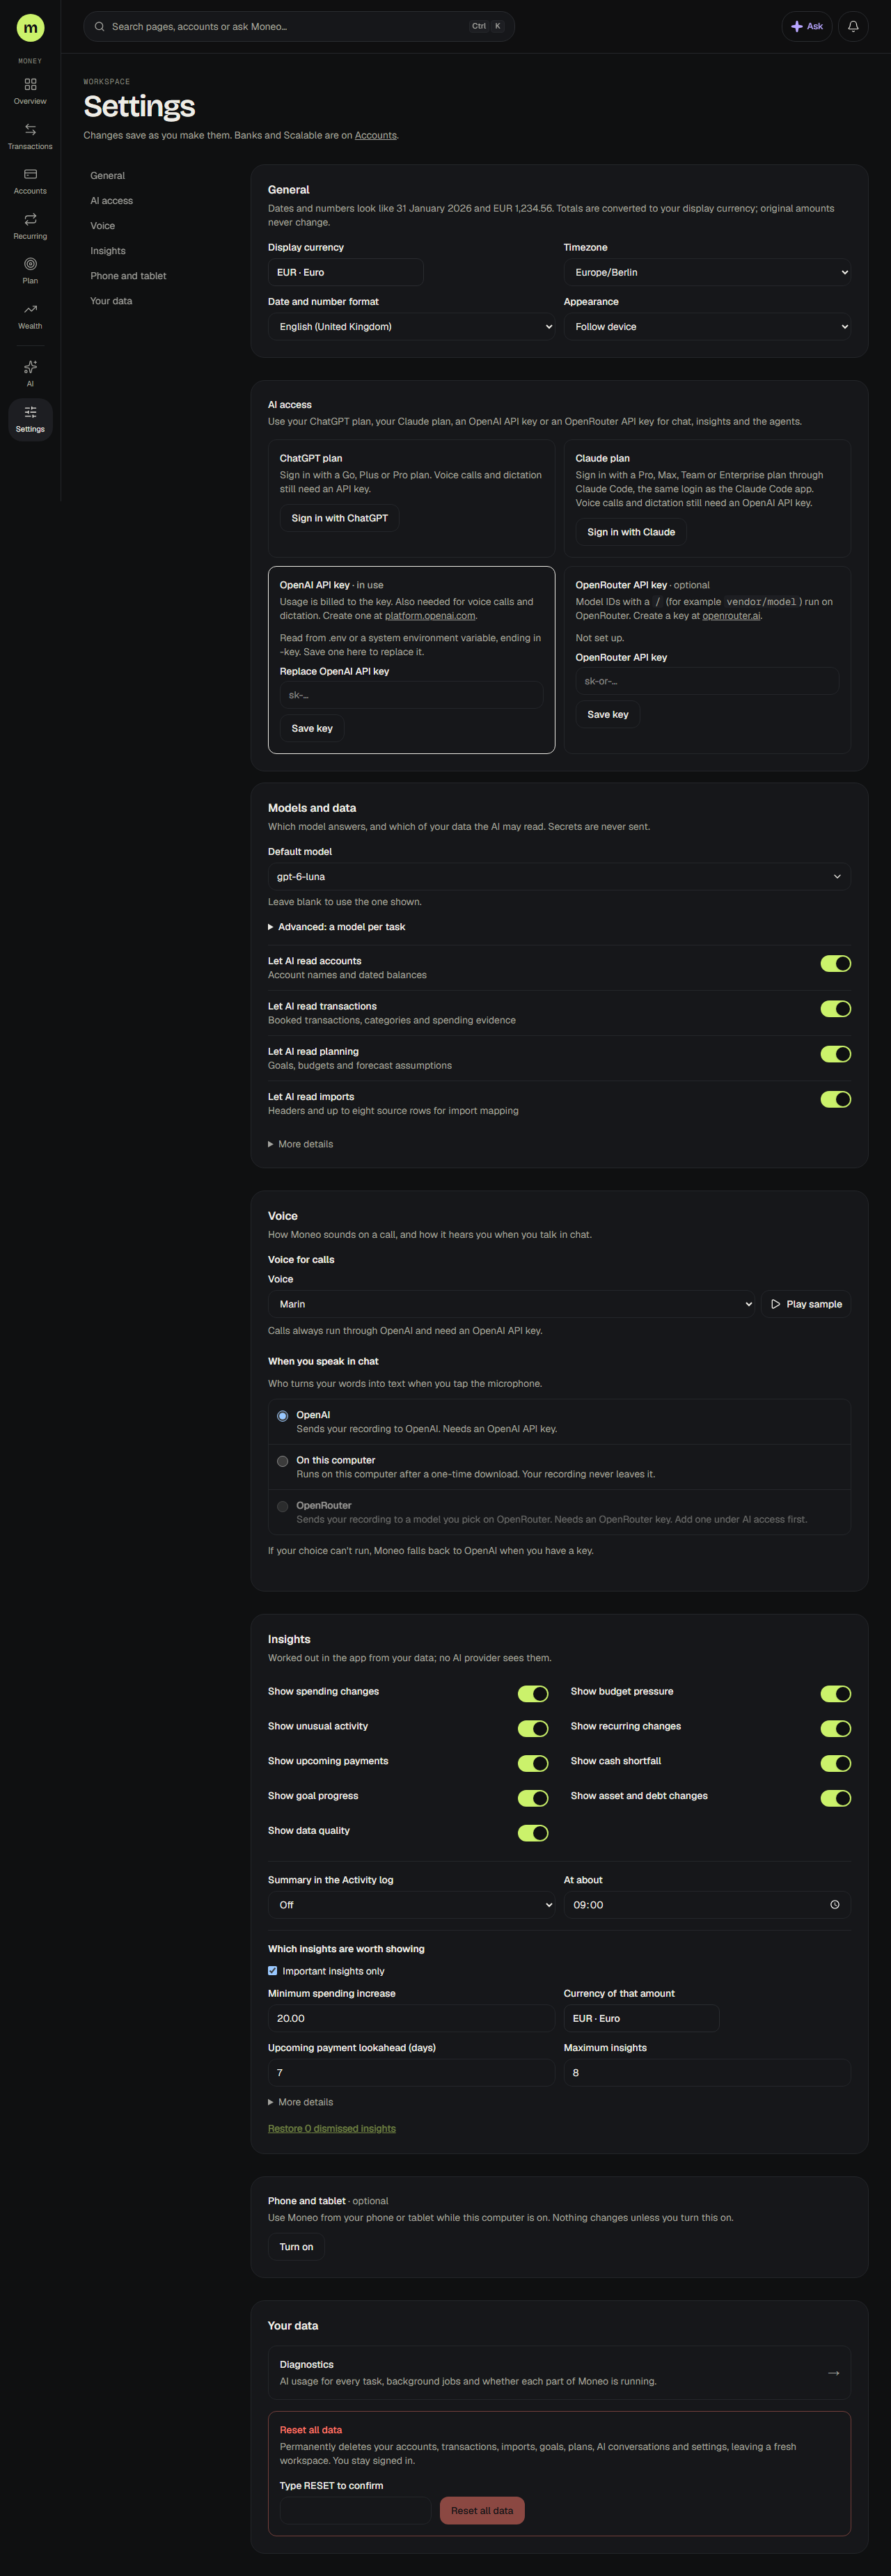 m
Search pages, accounts or ask Moneo...
Ctrl K
Ask
MONEY
Overview
Transactions
Accounts
Recurring
Plan
Wealth
AI
Settings
WORKSPACE
Settings
Changes save as you make them. Banks and Scalable are on Accounts.
General
AI access
Voice
Insights
Phone and tablet
Your data
General
Dates and numbers look like 31 January 2026 and EUR 1,234.56. Totals are converted to your display currency; original amounts
never change.
Display currency
EUR · Euro
Timezone
Europe/Berlin
Date and number format
English (United Kingdom)
Appearance
Follow device
AI access
Use your ChatGPT plan, your Claude plan, an OpenAI API key or an OpenRouter API key for chat, insights and the agents.
ChatGPT plan
Sign in with a Go, Plus or Pro plan. Voice calls and dictation
still need an API key.
Sign in with ChatGPT
Claude plan
Sign in with a Pro, Max, Team or Enterprise plan through
Claude Code, the same login as the Claude Code app.
Voice calls and dictation still need an OpenAI API key.
Sign in with Claude
OpenAI API key · in use
Usage is billed to the key. Also needed for voice calls and
dictation. Create one at platform.openai.com.
Read from .env or a system environment variable, ending in
-key. Save one here to replace it.
Replace OpenAI API key
sk-...
Save key
OpenRouter API key · optional
Model IDs with a / (for example vendor/model ) run on
OpenRouter. Create a key at openrouter.ai.
Not set up.
OpenRouter API key
sk-or-...
Save key
Models and data
Which model answers, and which of your data the AI may read. Secrets are never sent.
Default model
gpt-6-luna
Leave blank to use the one shown.
Advanced: a model per task
Let AI read accounts
Account names and dated balances
Let AI read transactions
Booked transactions, categories and spending evidence
Let AI read planning
Goals, budgets and forecast assumptions
Let AI read imports
Headers and up to eight source rows for import mapping
More details
Voice
How Moneo sounds on a call, and how it hears you when you talk in chat.
Voice for calls
Voice
Marin
Play sample
Calls always run through OpenAI and need an OpenAI API key.
When you speak in chat
Who turns your words into text when you tap the microphone.
OpenAI
Sends your recording to OpenAI. Needs an OpenAI API key.
On this computer
Runs on this computer after a one-time download. Your recording never leaves it.
OpenRouter
Sends your recording to a model you pick on OpenRouter. Needs an OpenRouter key. Add one under AI access first.
If your choice can't run, Moneo falls back to OpenAI when you have a key.
Insights
Worked out in the app from your data; no AI provider sees them.
Show spending changes
Show budget pressure
Show unusual activity
Show recurring changes
Show upcoming payments
Show cash shortfall
Show goal progress
Show asset and debt changes
Show data quality
Summary in the Activity log
Off
At about
09:00
Which insights are worth showing
Important insights only
Minimum spending increase
20.00
Currency of that amount
EUR · Euro
Upcoming payment lookahead (days)
7
Maximum insights
8
More details
Restore 0 dismissed insights
Phone and tablet · optional
Use Moneo from your phone or tablet while this computer is on. Nothing changes unless you turn this on.
Turn on
Your data
Diagnostics
AI usage for every task, background jobs and whether each part of Moneo is running.
Reset all data
Permanently deletes your accounts, transactions, imports, goals, plans, AI conversations and settings, leaving a fresh
workspace. You stay signed in.
Type RESET to confirm
Reset all data